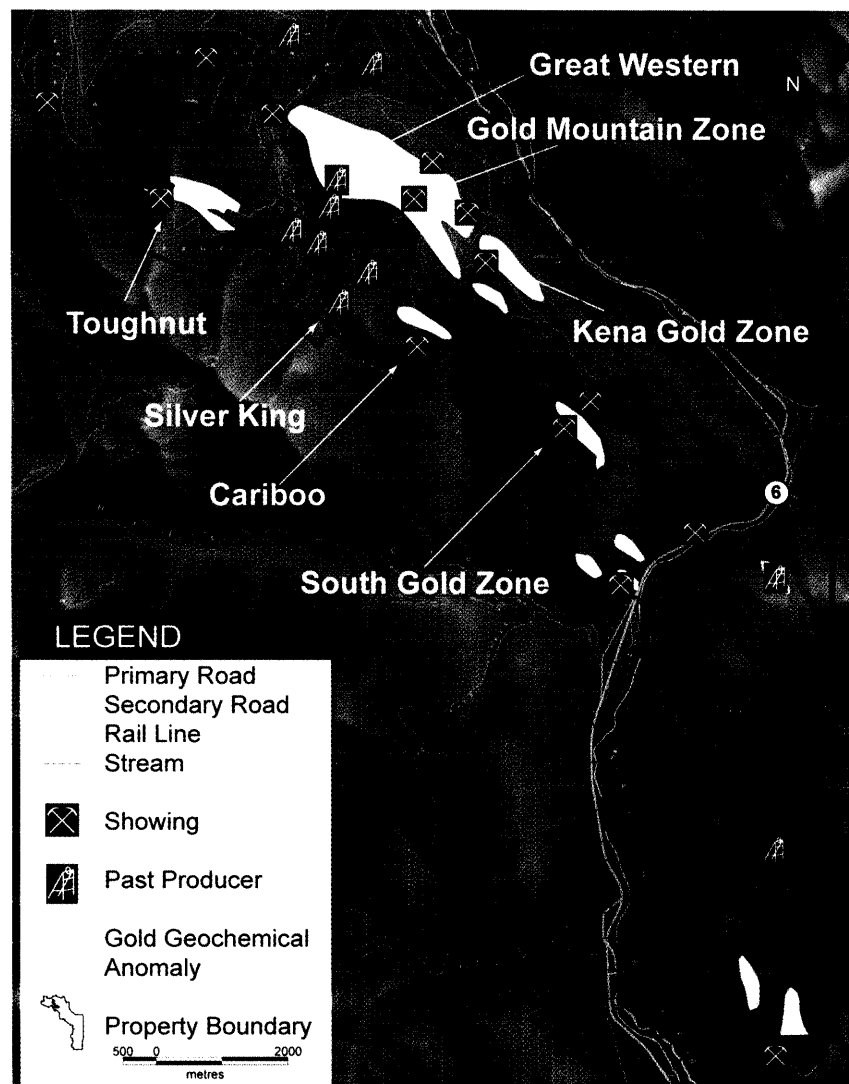 Great Western
N
Gold Mountain Zone
Toughnut
Kena Gold Zone
Silver King
Cariboo
6
South Gold Zone
LEGEND
Primary Road
Secondary Road
Rail Line
Stream
Showing
Past Producer
Gold Geochemical
Anomaly
Property Boundary
500 0 2000
metres